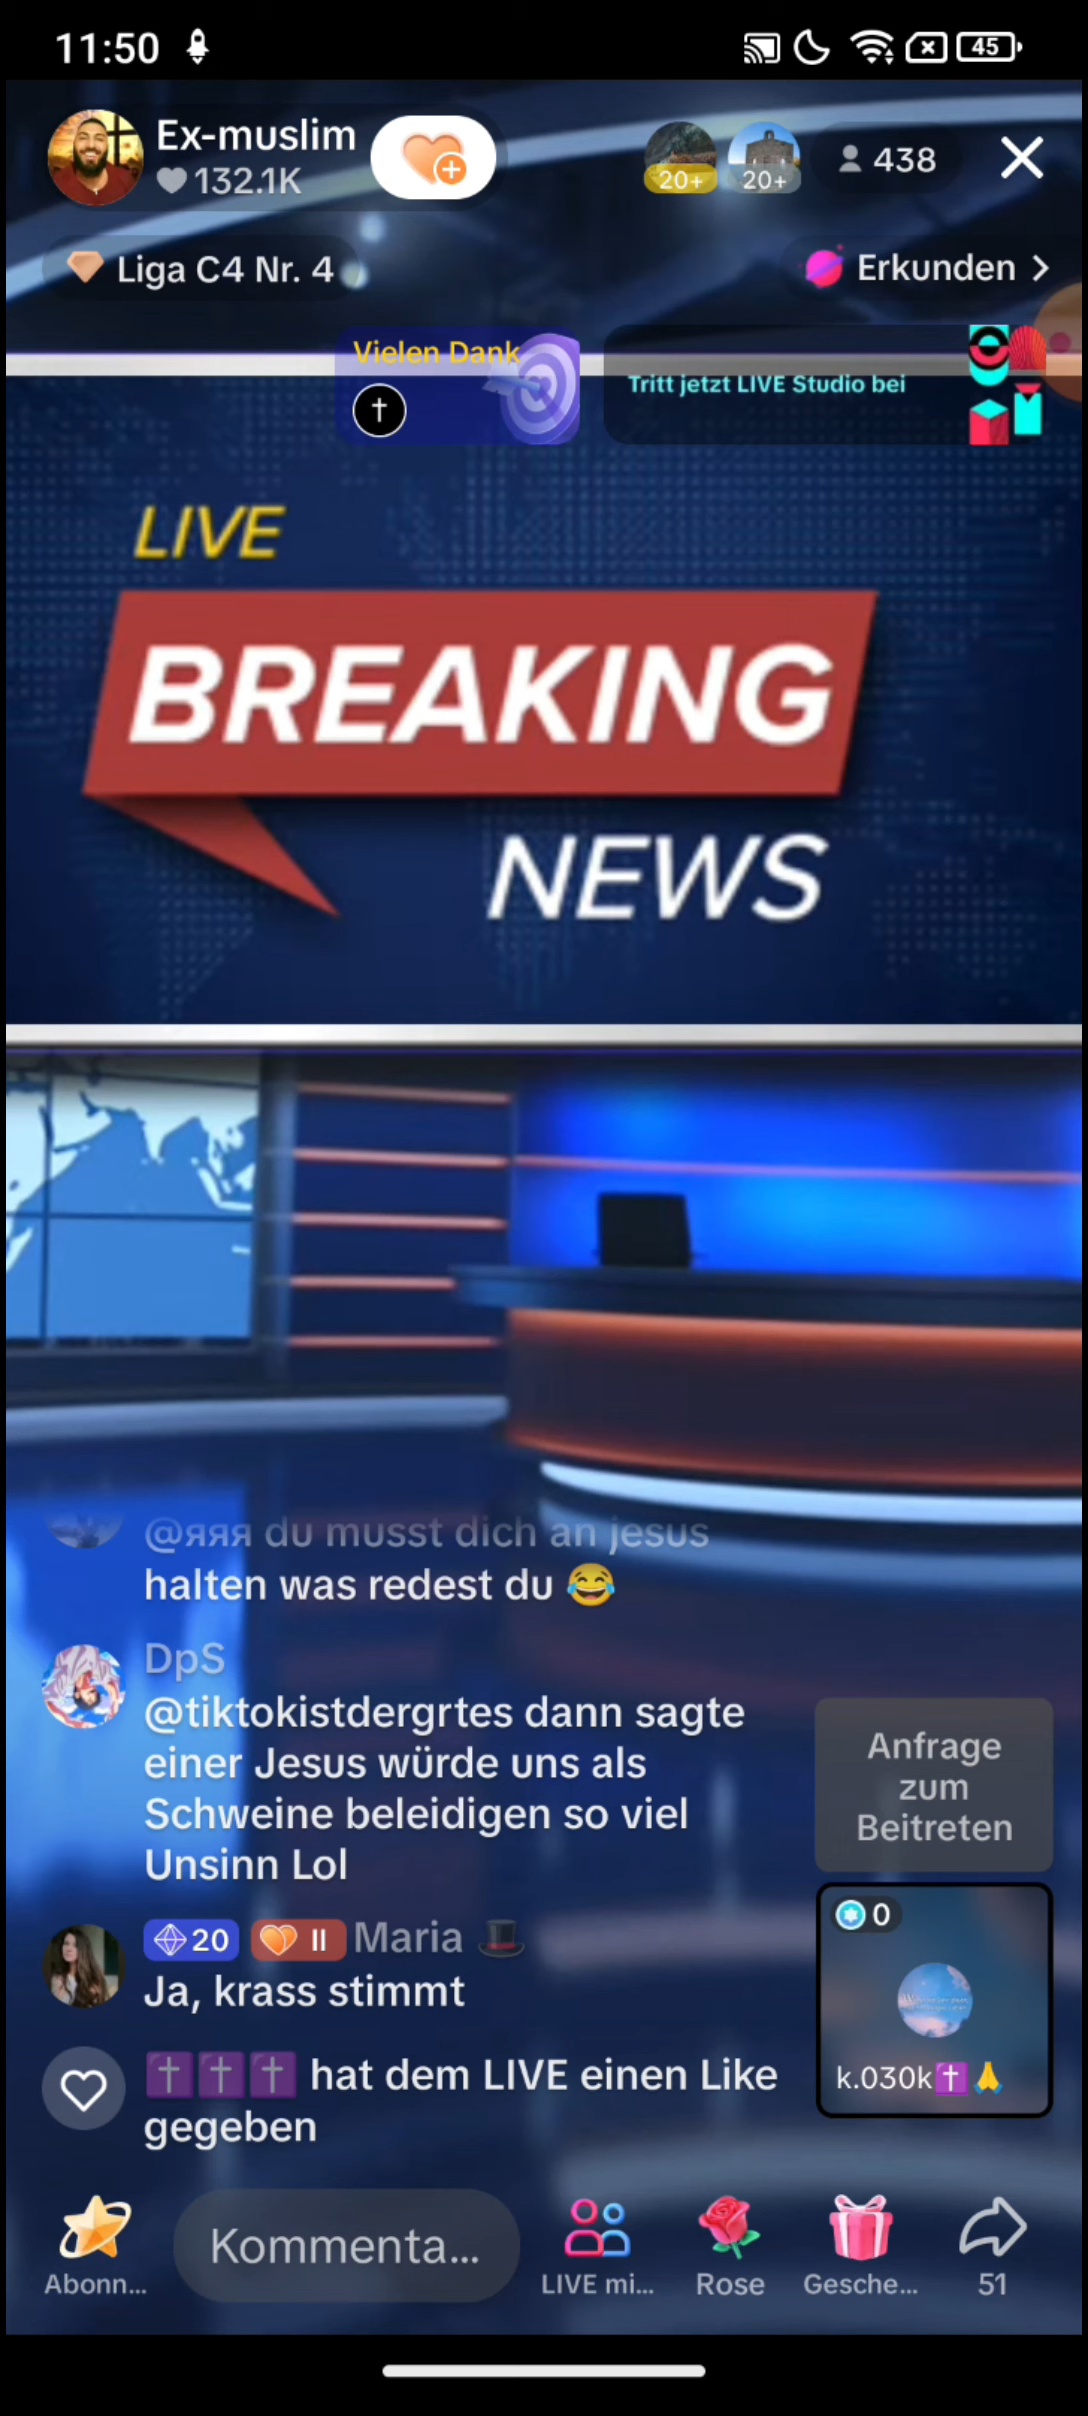 11:50
45
Ex-muslim
132.1K
20+
20+
438
Liga C4 Nr. 4
Erkunden
Vielen Dank
Tritt jetzt LIVE Studio bei
LIVE
BREAKING
NEWS
@яяя du musst dich an jesus
halten was redest du 😂
DpS
@tiktokistdergrtes dann sagte
einer Jesus würde uns als
Schweine beleidigen so viel
Unsinn Lol
Anfrage
zum
Beitreten
0
20 II Maria 🎩
Ja, krass stimmt
k.030k✝️🙏
✝️✝️✝️ hat dem LIVE einen Like
gegeben
Kommenta...
Abonn...
LIVE mi...
Rose
Gesche...
51